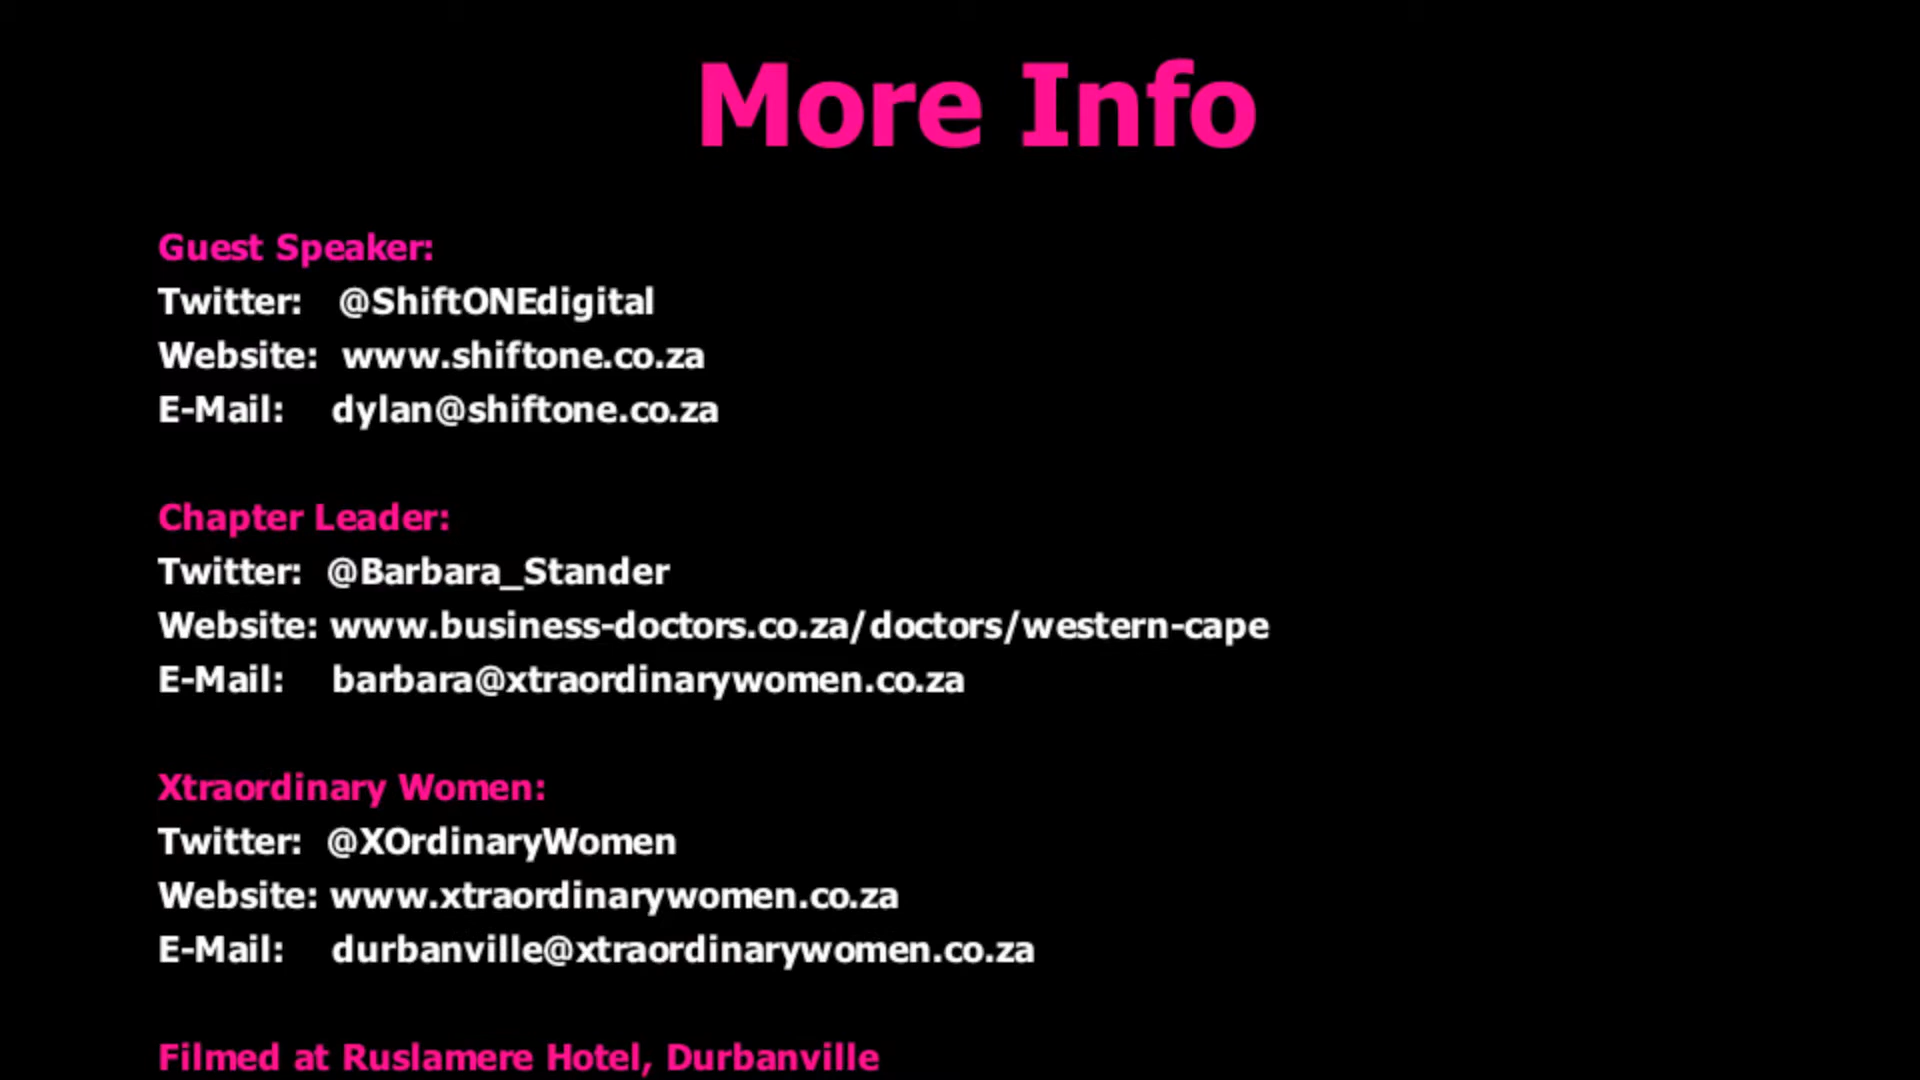 More Info
Guest Speaker:
Twitter: @ShiftONEdigital
Website: www.shiftone.co.za
E-Mail: dylan@shiftone.co.za
Chapter Leader:
Twitter: @Barbara_Stander
Website: www.business-doctors.co.za/doctors/western-cape
E-Mail: barbara@xtraordinarywomen.co.za
Xtraordinary Women:
Twitter: @XOrdinaryWomen
Website: www.xtraordinarywomen.co.za
E-Mail: durbanville@xtraordinarywomen.co.za
Filmed at Ruslamere Hotel, Durbanville